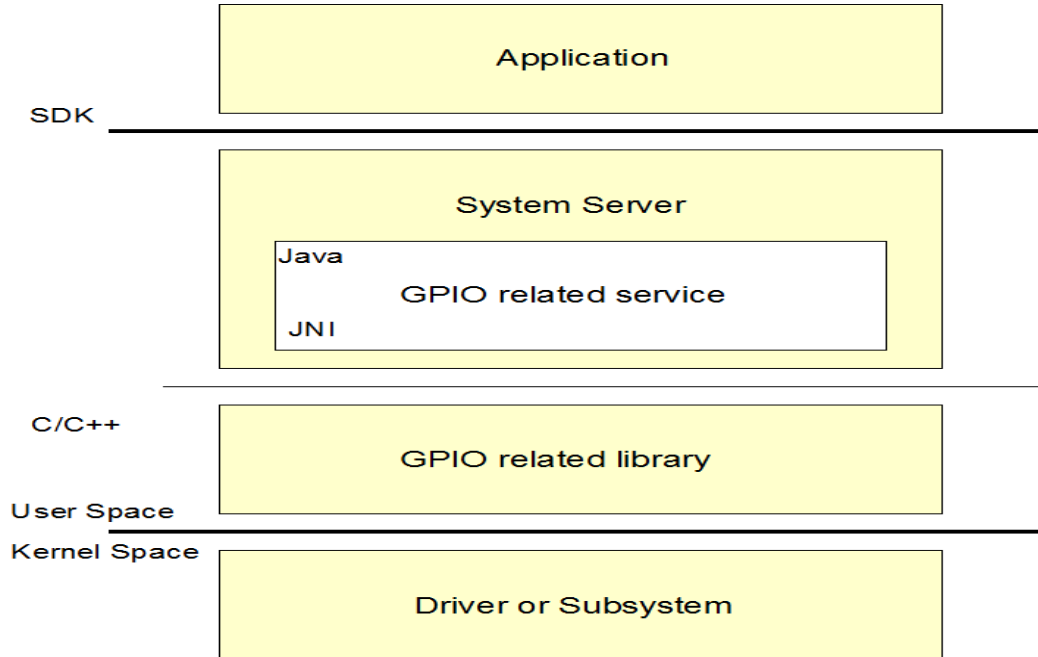 Application
SDK
System Server
Java
GPIO related service
JNI
C/C++
GPIO related library
User Space
Kernel Space
Driver or Subsystem